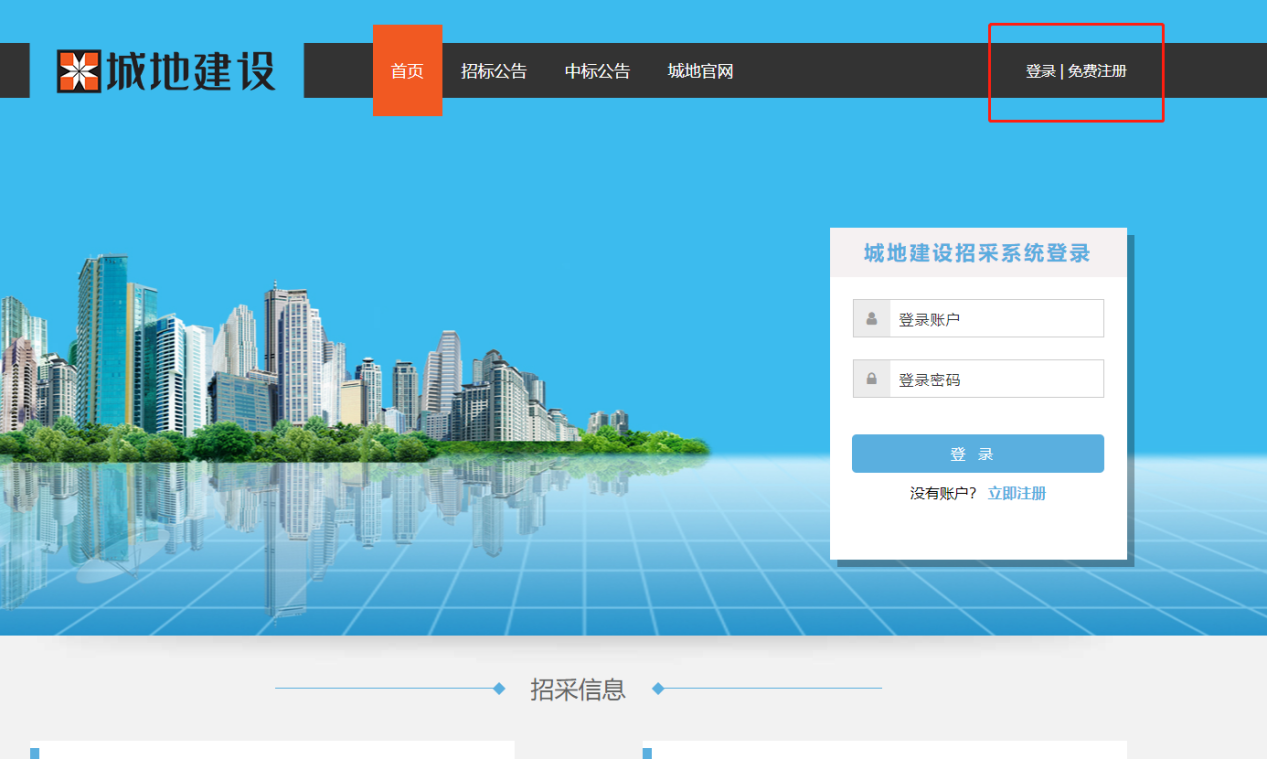 城地建设
首页 招标公告 中标公告 城地官网 登录 | 免费注册
城地建设招采系统登录
登录账户
登录密码
登 录
没有账户? 立即注册
招采信息